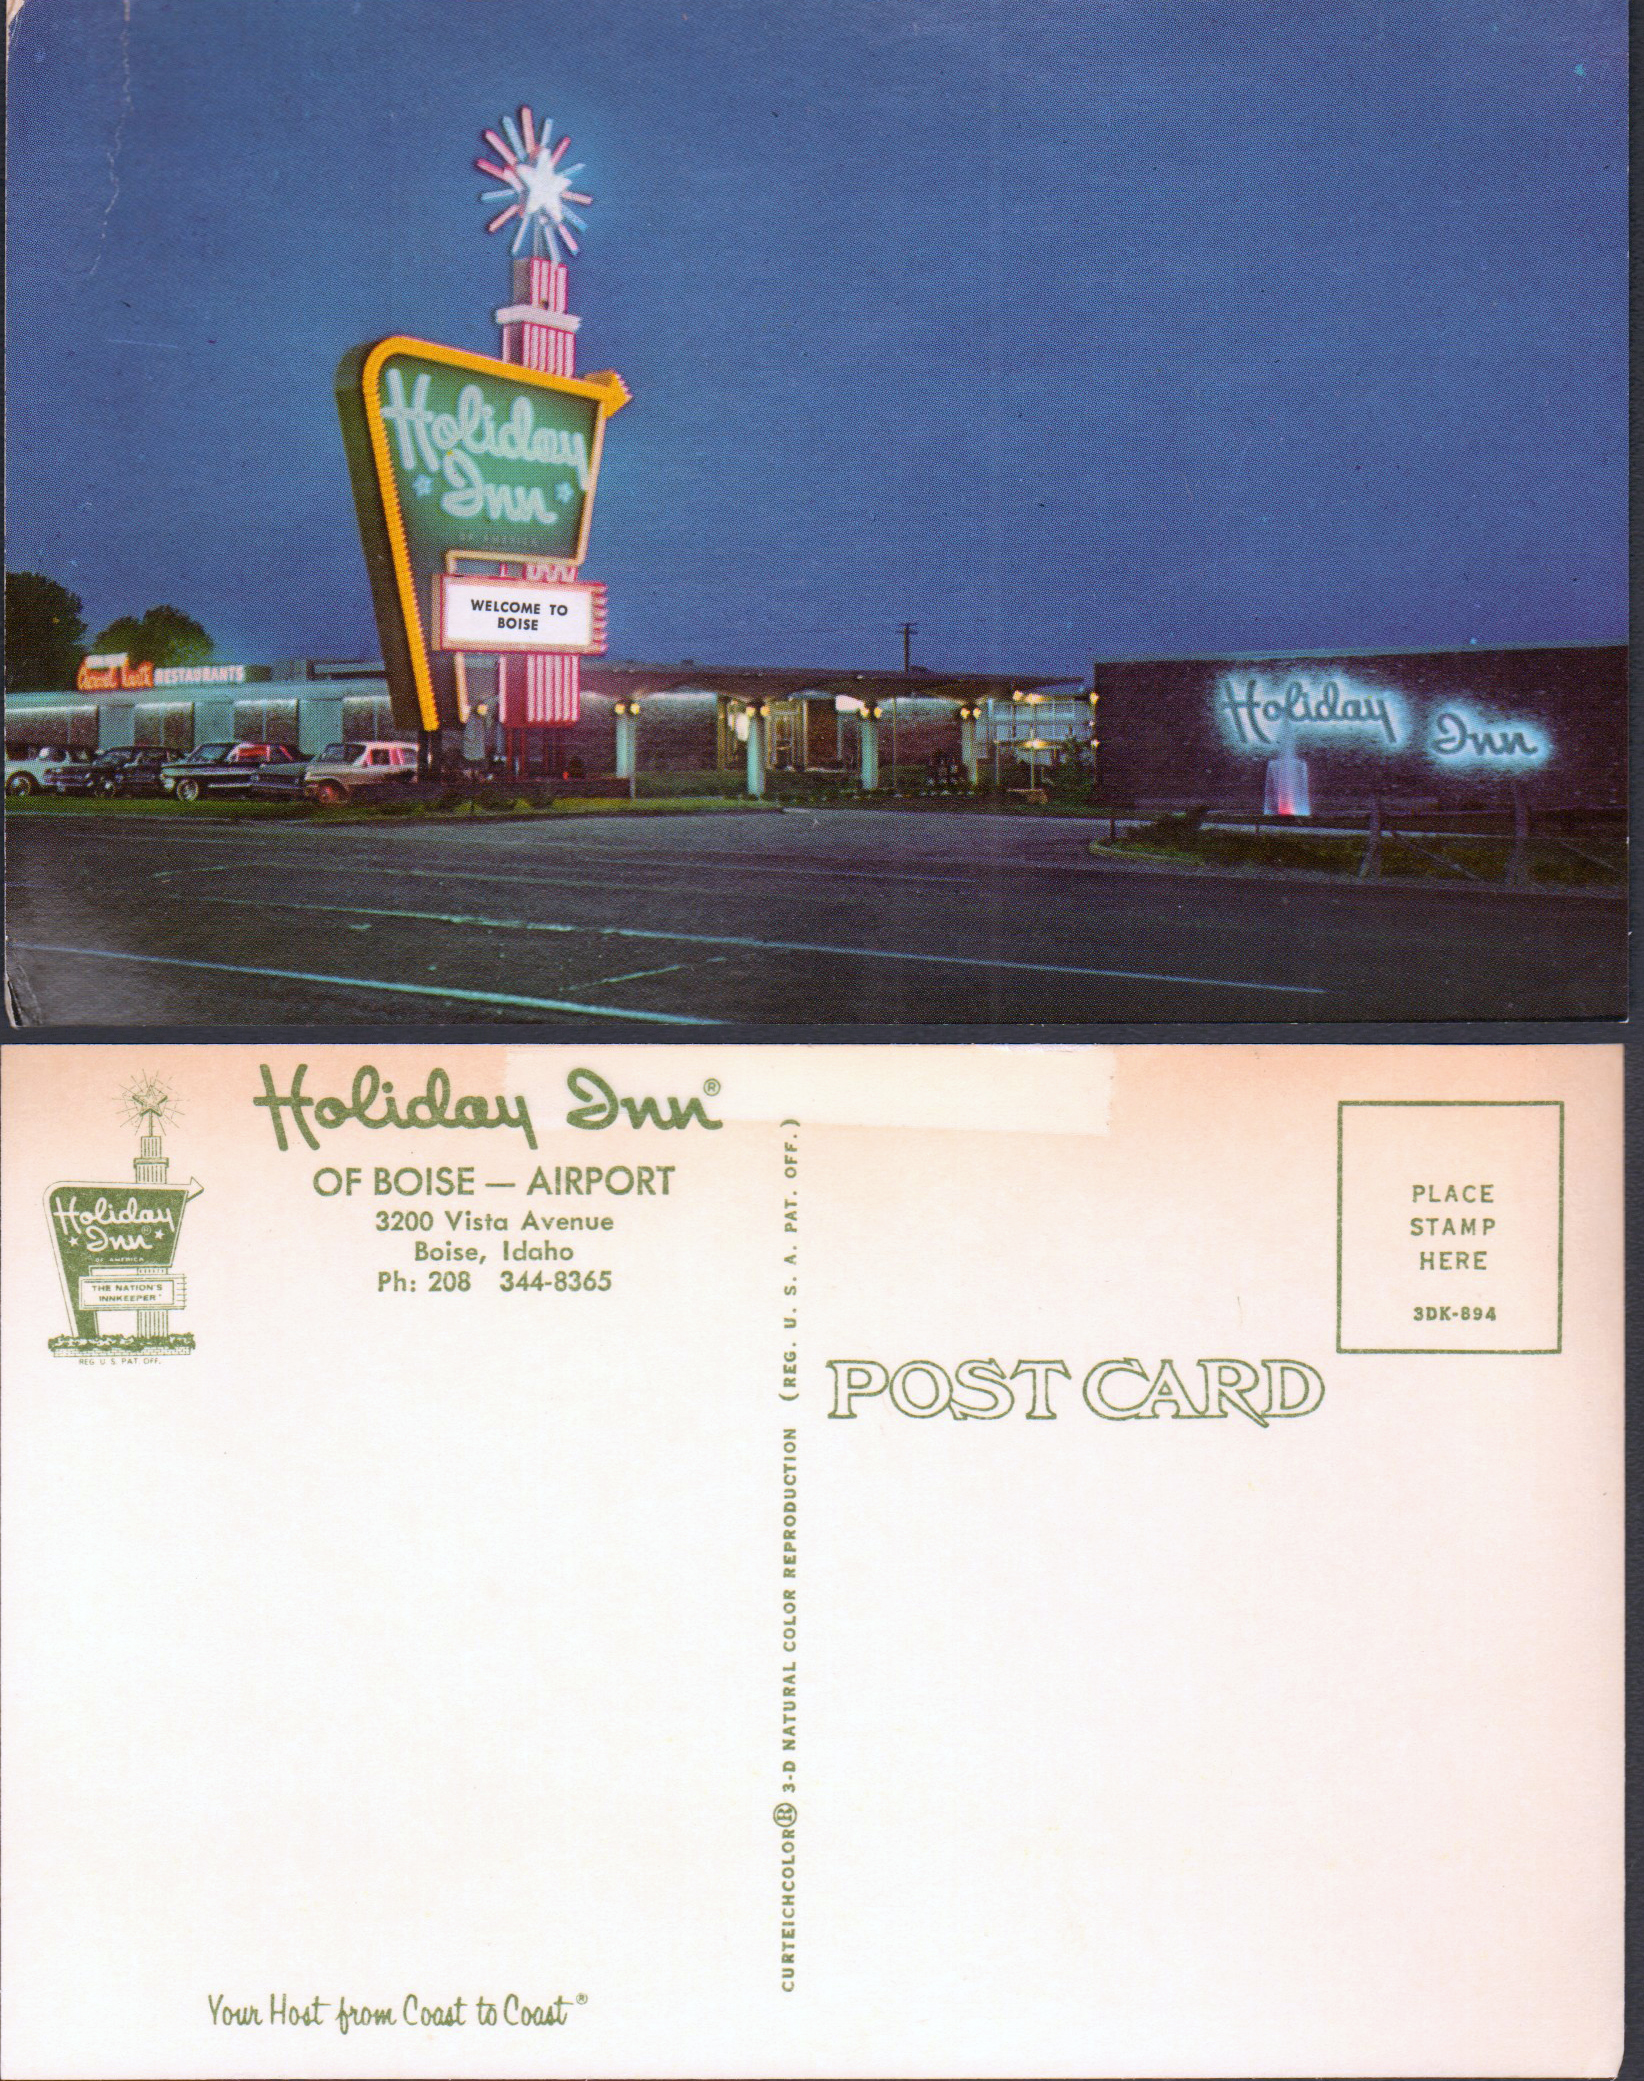 Holiday
Inn
OF AMERICA
WELCOME TO
BOISE
RESTAURANTS
Holiday Inn
Holiday Inn®
OF BOISE — AIRPORT
3200 Vista Avenue
Boise, Idaho
Ph: 208 344-8365
Holiday
Inn®
OF AMERICA
THE NATION'S
INNKEEPER
REG. U.S. PAT. OFF.
Your Host from Coast to Coast®
CURTEICHCOLOR® 3-D NATURAL COLOR REPRODUCTION (REG. U. S. A. PAT. OFF.)
POST CARD
PLACE
STAMP
HERE
3DK-894